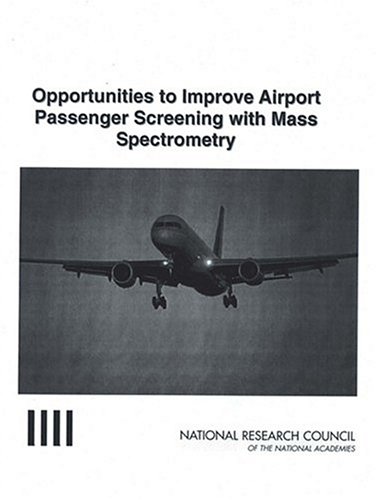 Opportunities to Improve Airport
Passenger Screening with Mass
Spectrometry
NATIONAL RESEARCH COUNCIL
OF THE NATIONAL ACADEMIES